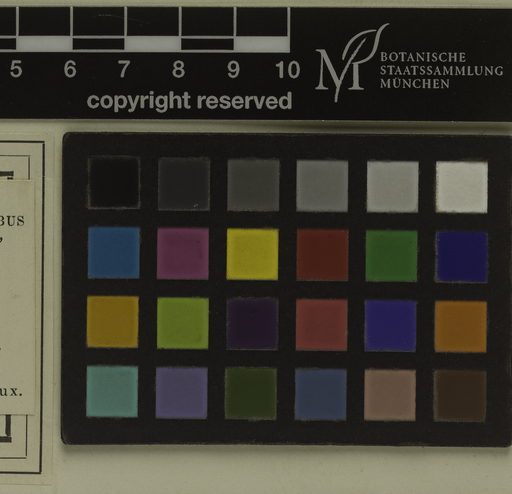 5 6 7 8 9 10
copyright reserved
BOTANISCHE
STAATSSAMMLUNG
MÜNCHEN
M
BUS
ux.